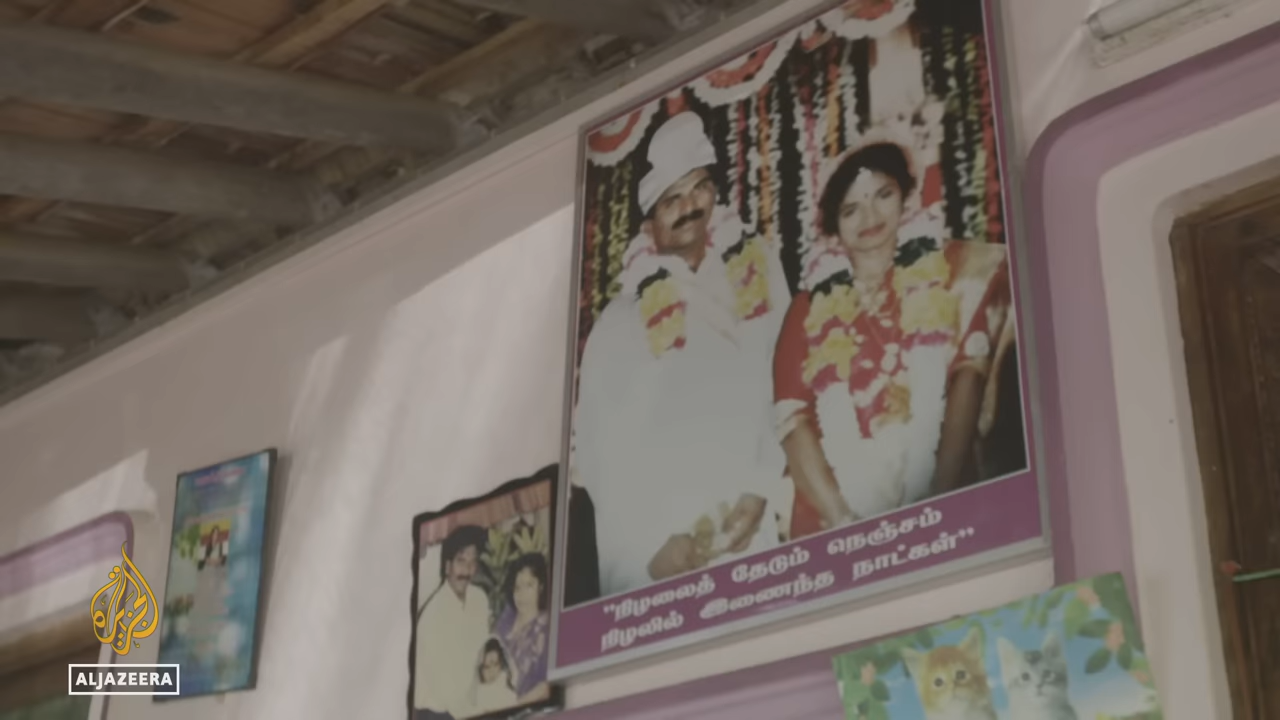 "நிழலைத் தேடும் நெஞ்சம்
நிழலில் இணைந்த நாட்கள்"
ALJAZEERA
الجزيرة